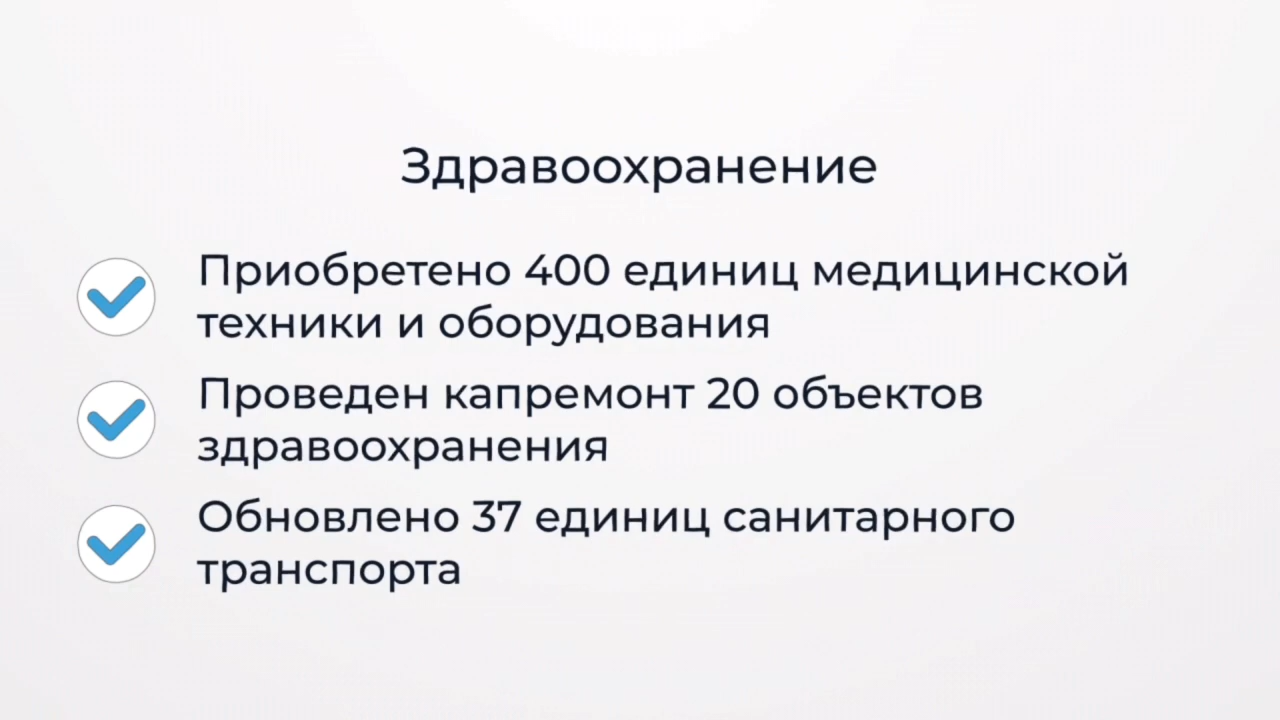 Здравоохранение
Приобретено 400 единиц медицинской
техники и оборудования
Проведен капремонт 20 объектов
здравоохранения
Обновлено 37 единиц санитарного
транспорта